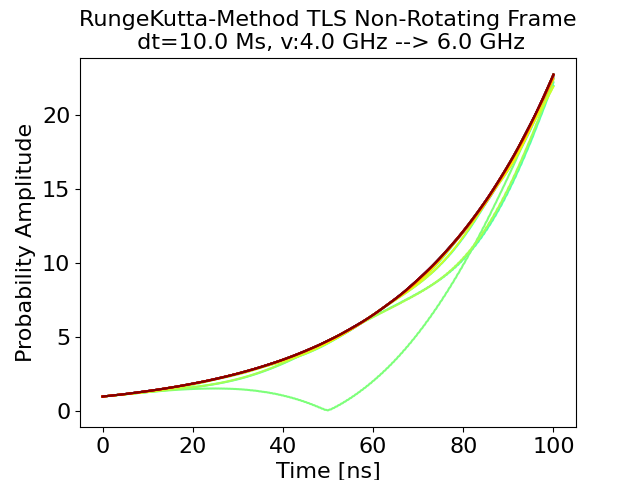 RungeKutta-Method TLS Non-Rotating Frame
dt=10.0 Ms, v:4.0 GHz --> 6.0 GHz
Probability Amplitude
20
15
10
5
0
0 20 40 60 80 100
Time [ns]